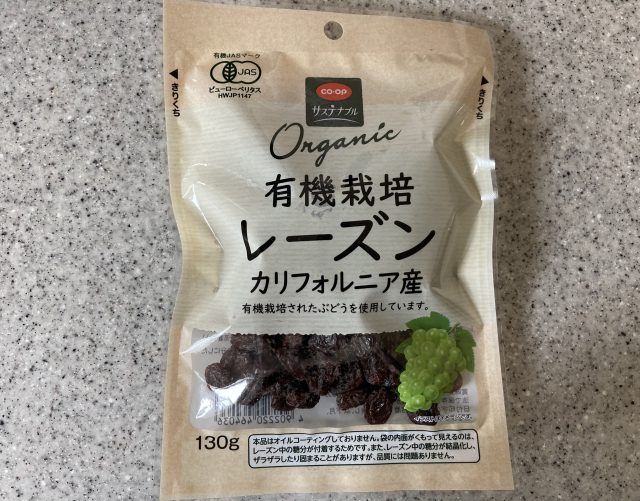 有機JASマーク
JAS
ビューローベリタス
HWJP1147
◀きりくち
きりくち
CO・OP
サステナブル
Organic
有機栽培
レーズン
カリフォルニア産
有機栽培されたぶどうを使用しています。
4 902220 464036
130g
本品はオイルコーティングしておりません。袋の内面がくもって見えるのは、
レーズン中の糖分が付着するためです。また、レーズン中の糖分が結晶化し、
ザラザラしたり固まることがありますが、品質には問題ありません。